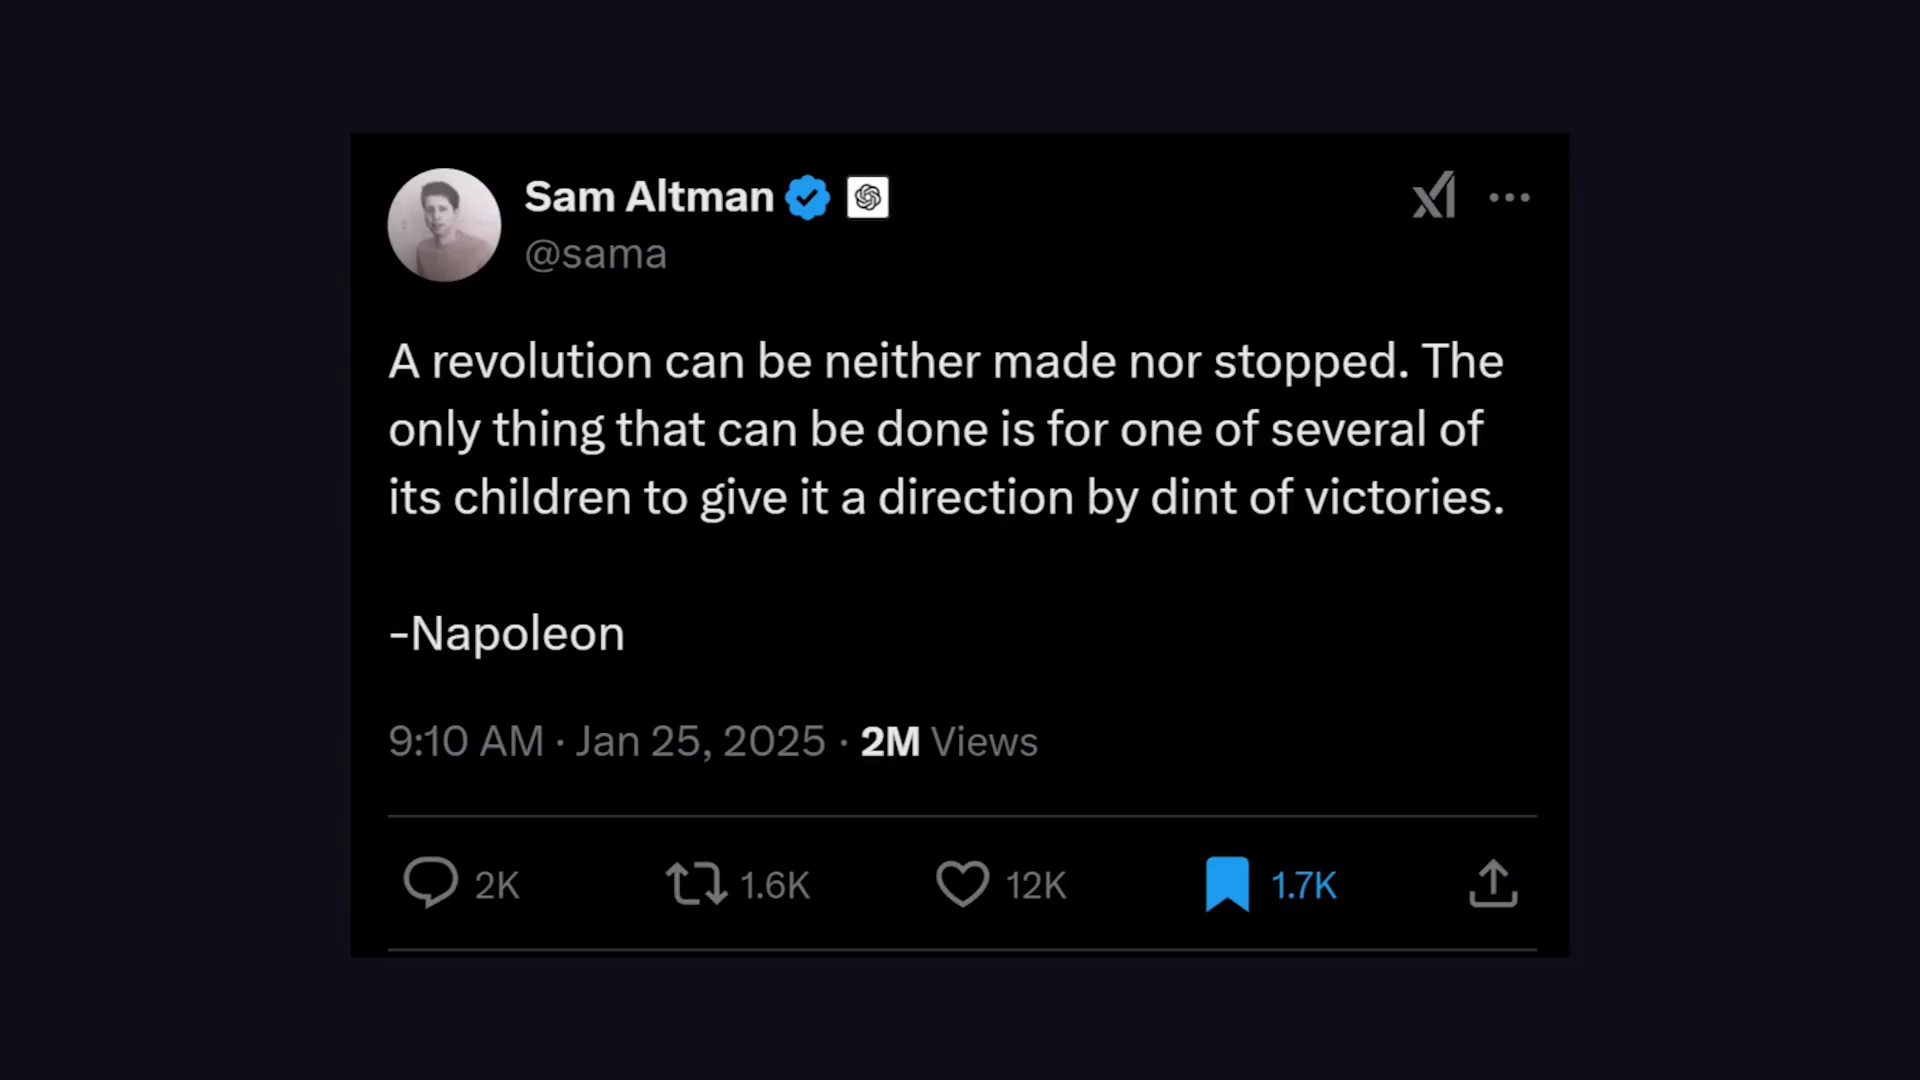 Sam Altman
@sama
A revolution can be neither made nor stopped. The
only thing that can be done is for one of several of
its children to give it a direction by dint of victories.
-Napoleon
9:10 AM · Jan 25, 2025 · 2M Views
2K 1.6K 12K 1.7K